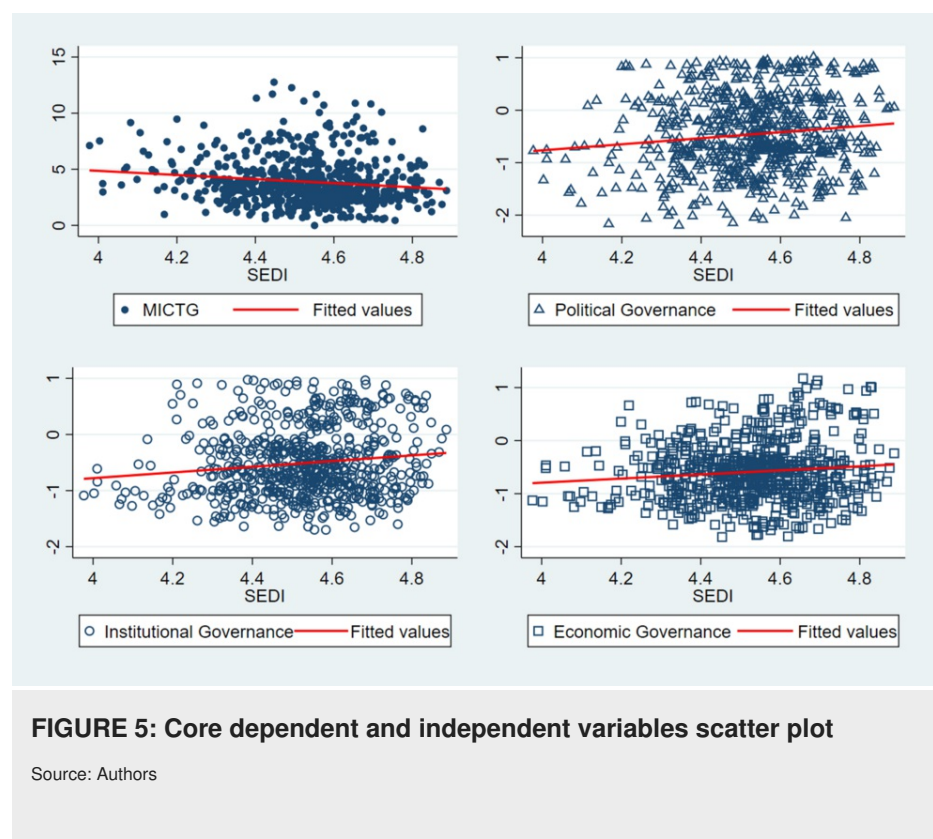 15
10
5
0
4 4.2 4.4 4.6 4.8
SEDI
MICTG Fitted values
1
0
-1
-2
4 4.2 4.4 4.6 4.8
SEDI
Political Governance Fitted values
1
0
-1
-2
4 4.2 4.4 4.6 4.8
SEDI
Institutional Governance Fitted values
1
0
-1
-2
4 4.2 4.4 4.6 4.8
SEDI
Economic Governance Fitted values
FIGURE 5: Core dependent and independent variables scatter plot
Source: Authors